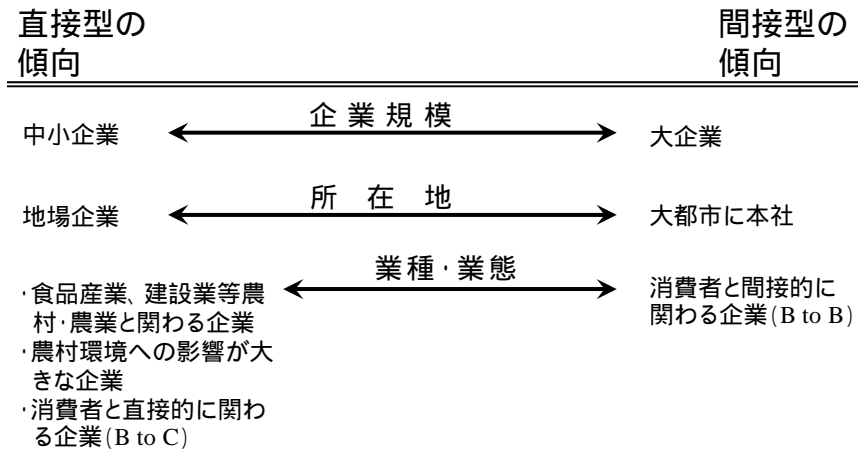 直接型の
傾向
間接型の
傾向
企業規模
中小企業
大企業
所在地
地場企業
大都市に本社
業種・業態
・食品産業、建設業等農
村・農業と関わる企業
・農村環境への影響が大
きな企業
・消費者と直接的に関わ
る企業(B to C)
消費者と間接的に
関わる企業(B to B)